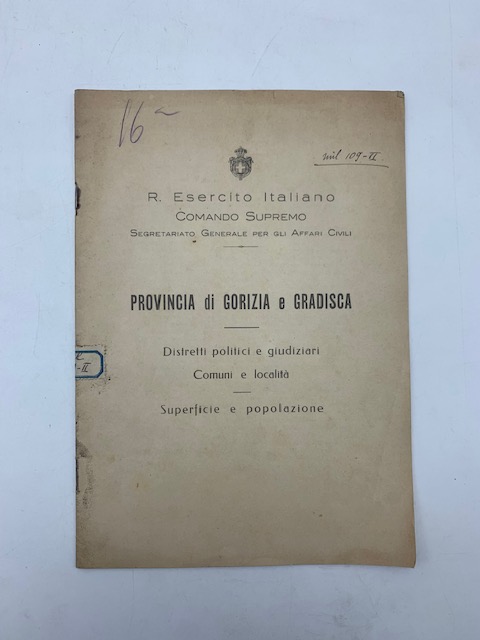 16
mil 109-II
R. Esercito Italiano
COMANDO SUPREMO
SEGRETARIATO GENERALE PER GLI AFFARI CIVILI
PROVINCIA di GORIZIA e GRADISCA
Distretti politici e giudiziari
Comuni e località
Superficie e popolazione
-II